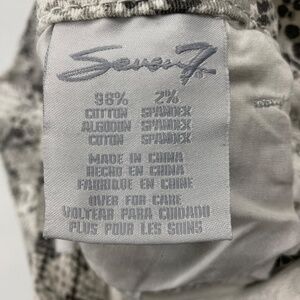 Seven7
98% 2%
COTTON SPANDEX
ALGODON SPANDEX
COTON SPANDEX
MADE IN CHINA
HECHO EN CHINA
FABRIQUE EN CHINE
OVER FOR CARE
VOLTEAR PARA CUIDADO
PLUS POUR LES SOINS